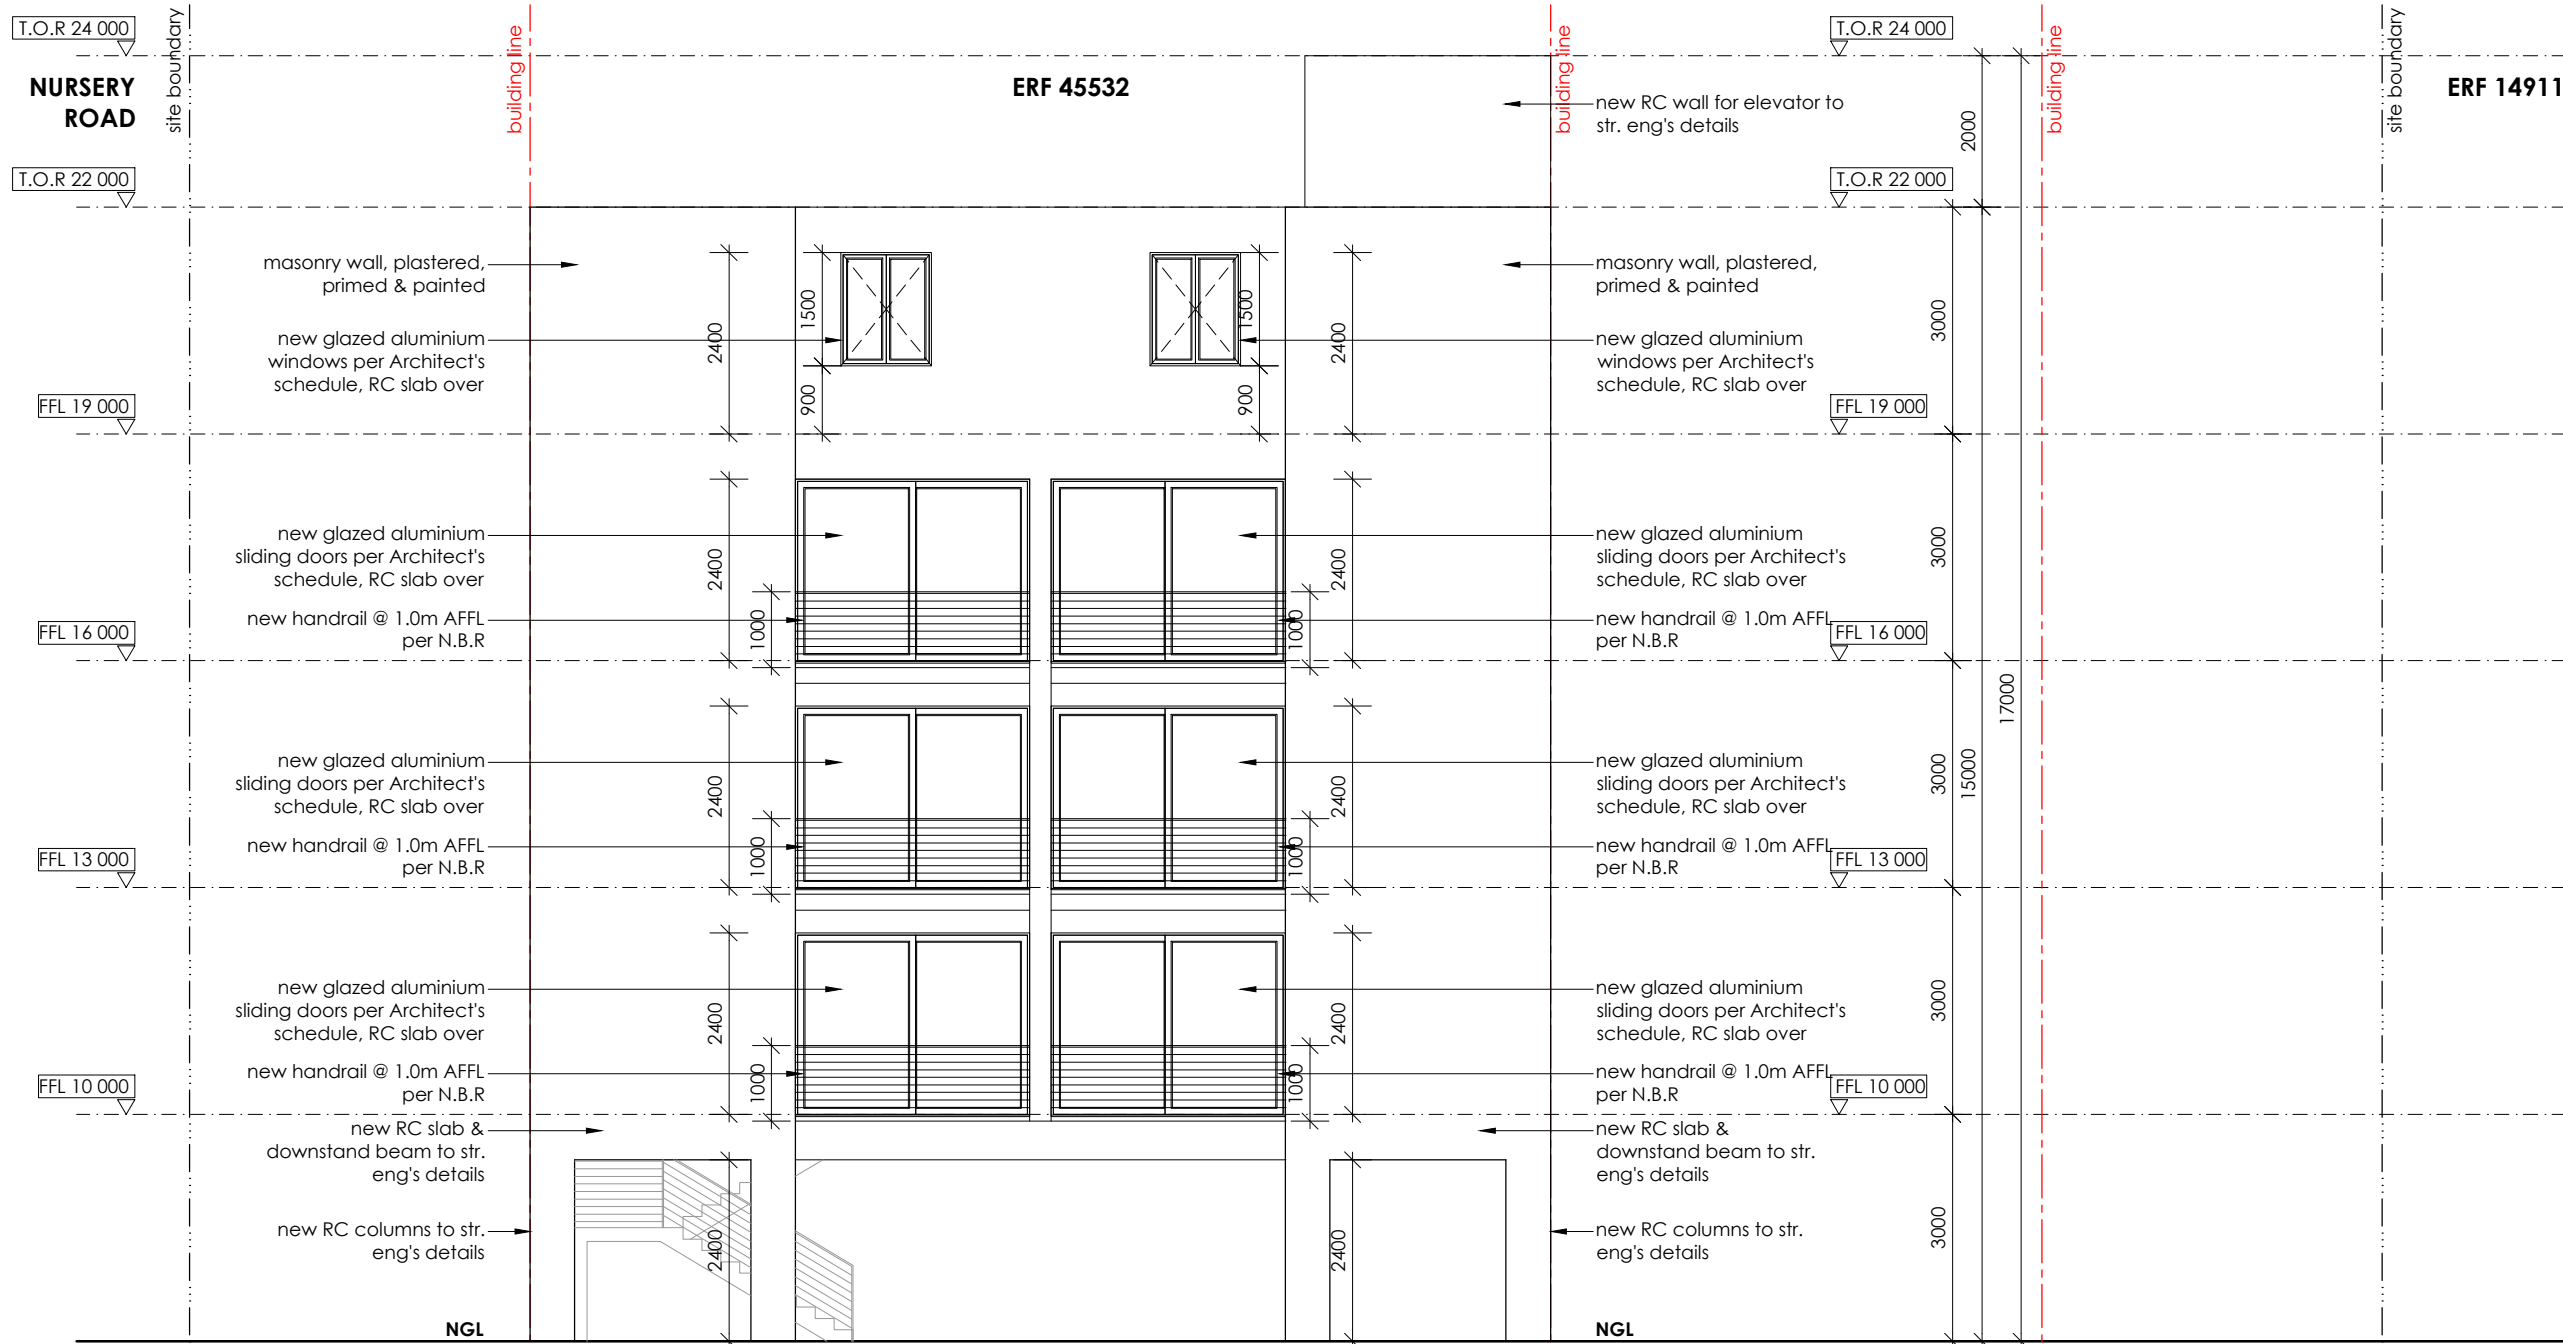 T.O.R 24 000
NURSERY
ROAD
site boundary
building line
ERF 45532
building line
T.O.R 24 000
building line
site boundary
ERF 14911
new RC wall for elevator to
str. eng's details
2000
T.O.R 22 000
T.O.R 22 000
masonry wall, plastered,
primed & painted
new glazed aluminium
windows per Architect's
schedule, RC slab over
2400
1500
900
1500
900
2400
masonry wall, plastered,
primed & painted
new glazed aluminium
windows per Architect's
schedule, RC slab over
3000
FFL 19 000
FFL 19 000
new glazed aluminium
sliding doors per Architect's
schedule, RC slab over
new handrail @ 1.0m AFFL
per N.B.R
2400
1000
1000
2400
new glazed aluminium
sliding doors per Architect's
schedule, RC slab over
new handrail @ 1.0m AFFL
per N.B.R
3000
FFL 16 000
FFL 16 000
17000
15000
new glazed aluminium
sliding doors per Architect's
schedule, RC slab over
new handrail @ 1.0m AFFL
per N.B.R
2400
1000
1000
2400
new glazed aluminium
sliding doors per Architect's
schedule, RC slab over
new handrail @ 1.0m AFFL
per N.B.R
3000
FFL 13 000
FFL 13 000
new glazed aluminium
sliding doors per Architect's
schedule, RC slab over
new handrail @ 1.0m AFFL
per N.B.R
2400
1000
1000
2400
new glazed aluminium
sliding doors per Architect's
schedule, RC slab over
new handrail @ 1.0m AFFL
per N.B.R
3000
FFL 10 000
FFL 10 000
new RC slab &
downstand beam to str.
eng's details
new RC columns to str.
eng's details
2400
2400
new RC slab &
downstand beam to str.
eng's details
new RC columns to str.
eng's details
3000
NGL
NGL